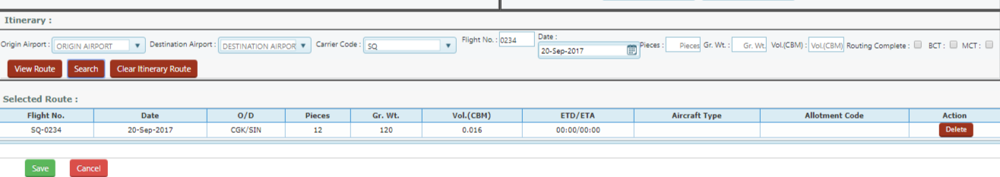 Itinerary :
Origin Airport : ORIGIN AIRPORT Destination Airport : DESTINATION AIRPOR Carrier Code : SQ Flight No. : 0234 Date : 20-Sep-2017 Pieces : Pieces Gr. Wt. : Gr. Wt. Vol.(CBM) : Vol.(CBM) Routing Complete : BCT : MCT :
View Route Search Clear Itinerary Route
Selected Route :
Flight No. Date O/D Pieces Gr. Wt. Vol.(CBM) ETD/ETA Aircraft Type Allotment Code Action
SQ-0234 20-Sep-2017 CGK/SIN 12 120 0.016 00:00/00:00 Delete
Save Cancel